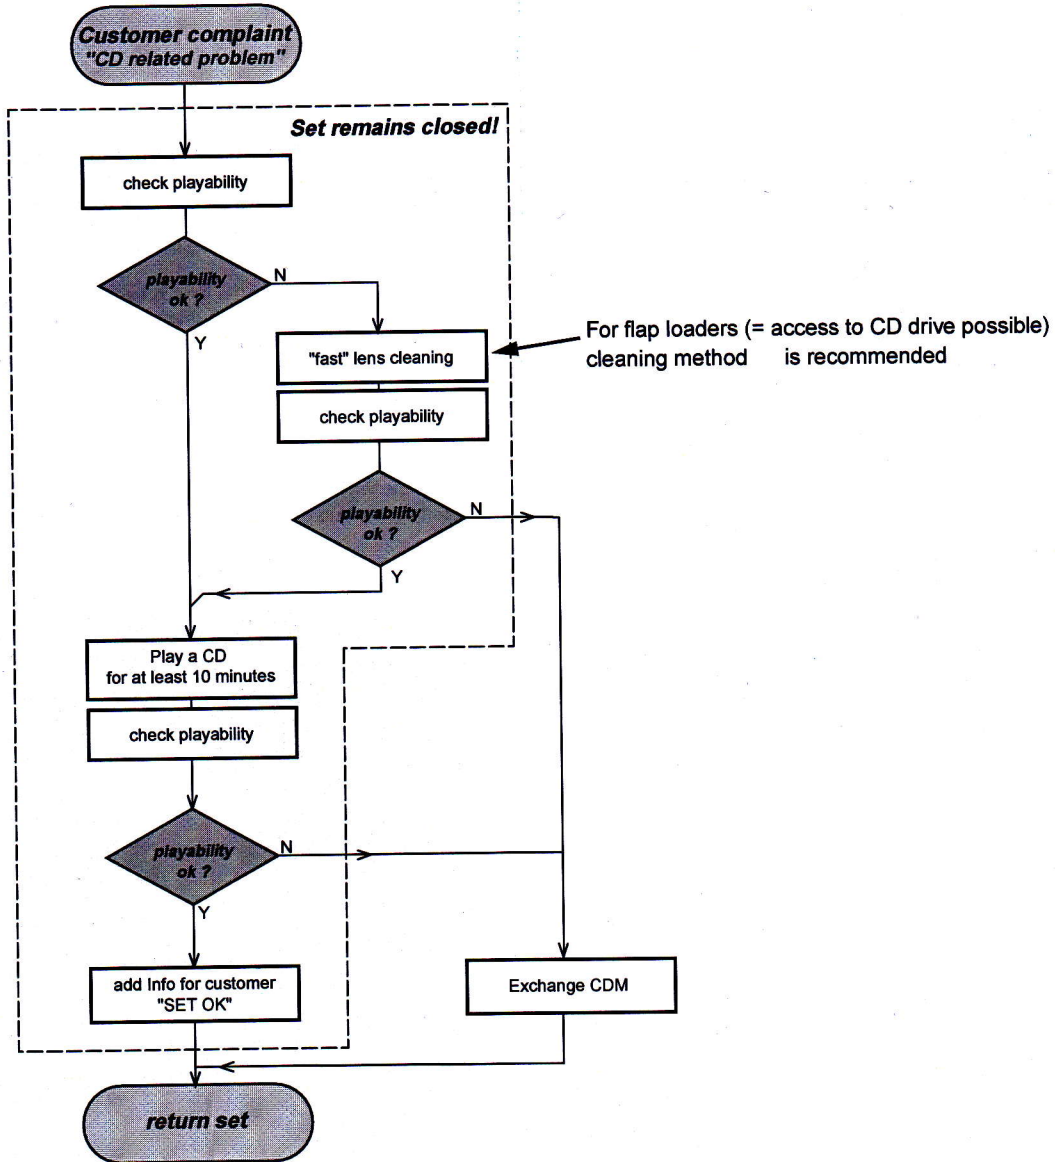 Customer complaint
"CD related problem"
Set remains closed!
check playability
playability
ok ?
N
Y
"fast" lens cleaning
For flap loaders (= access to CD drive possible)
cleaning method is recommended
check playability
playability
ok ?
N
Y
Play a CD
for at least 10 minutes
check playability
playability
ok ?
N
Y
add Info for customer
"SET OK"
Exchange CDM
return set